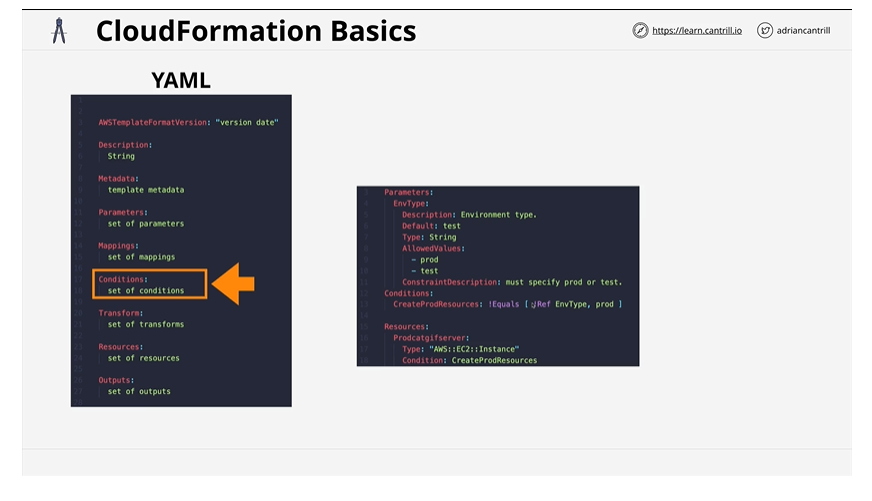 CloudFormation Basics
https://learn.cantrill.io
adriancantrill
YAML
AWSTemplateFormatVersion: "version date"
Description:
String
Metadata:
template metadata
Parameters:
set of parameters
Mappings:
set of mappings
Conditions:
set of conditions
Transform:
set of transforms
Resources:
set of resources
Outputs:
set of outputs
Parameters:
EnvType:
Description: Environment type.
Default: test
Type: String
AllowedValues:
- prod
- test
ConstraintDescription: must specify prod or test.
Conditions:
CreateProdResources: !Equals [ !Ref EnvType, prod ]
Resources:
Prodcatgifserver:
Type: "AWS::EC2::Instance"
Condition: CreateProdResources